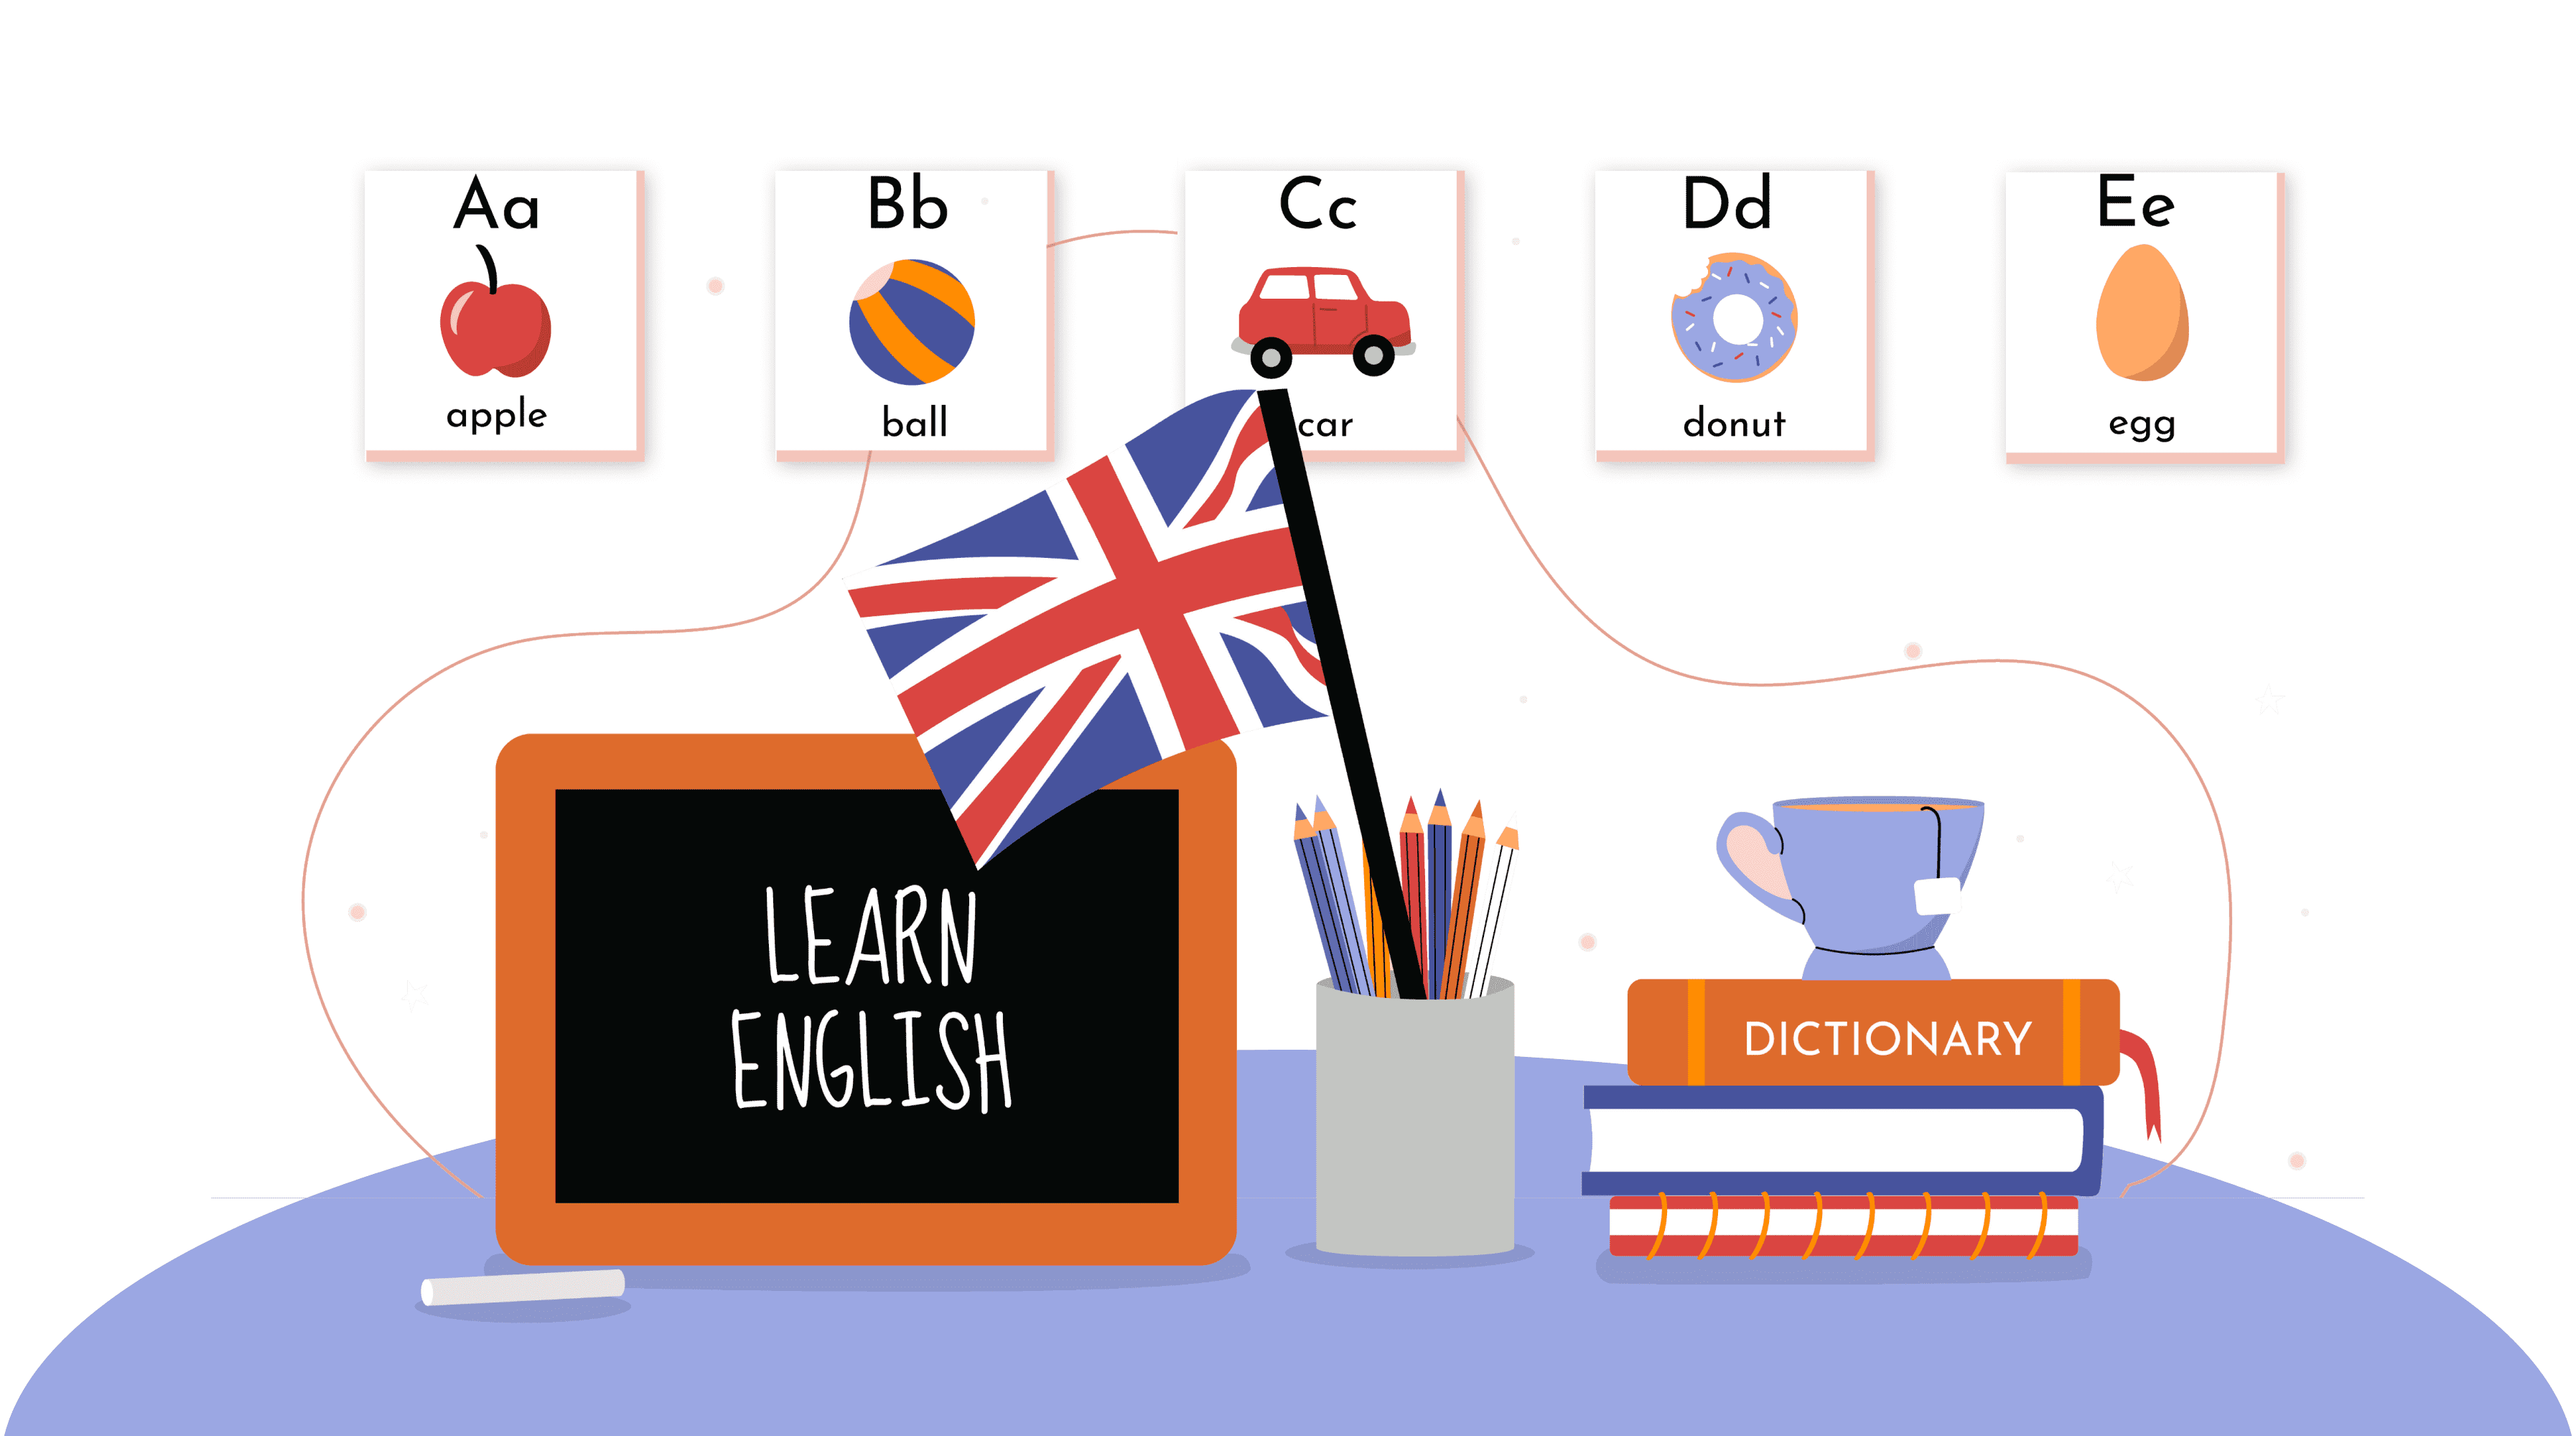 Aa
apple
Bb
ball
Cc
car
Dd
donut
Ee
egg
LEARN
ENGLISH
DICTIONARY